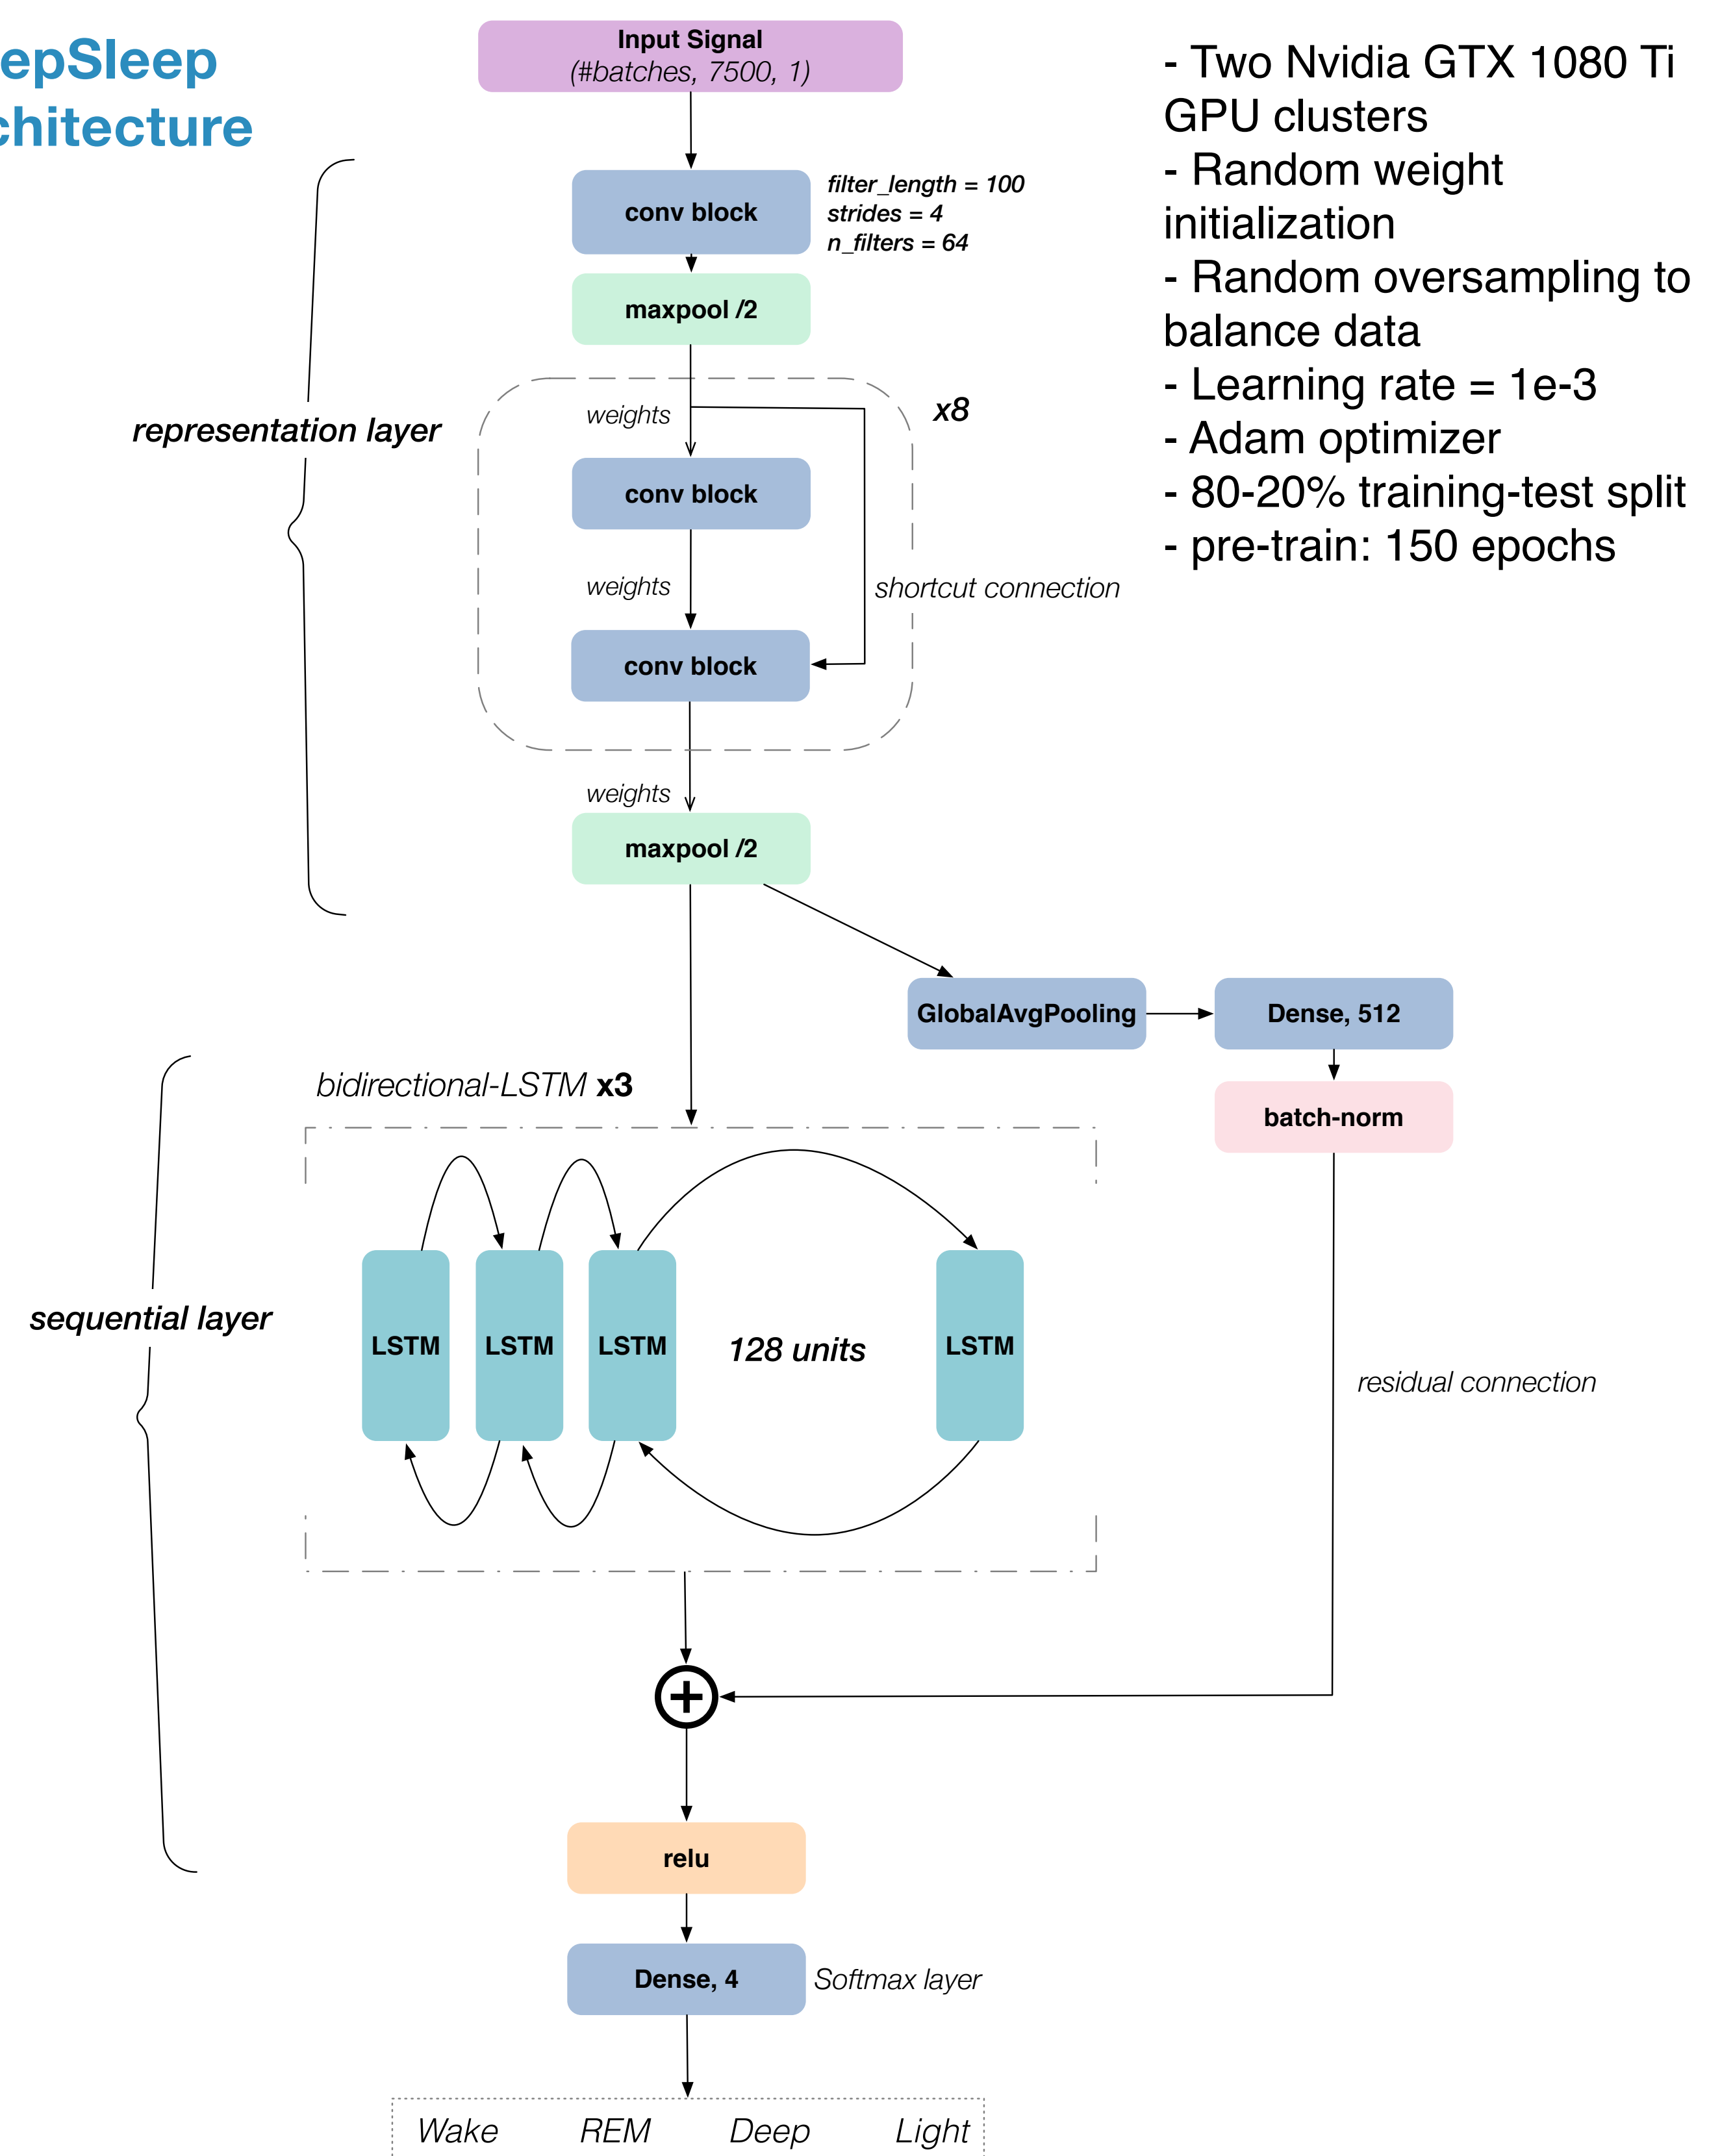 epSleep
chitecture
Input Signal
(#batches, 7500, 1)
- Two Nvidia GTX 1080 Ti
GPU clusters
- Random weight
initialization
- Random oversampling to
balance data
- Learning rate = 1e-3
- Adam optimizer
- 80-20% training-test split
- pre-train: 150 epochs
conv block
filter_length = 100
strides = 4
n_filters = 64
maxpool /2
representation layer
weights
x8
conv block
weights
shortcut connection
conv block
weights
maxpool /2
GlobalAvgPooling
Dense, 512
bidirectional-LSTM x3
batch-norm
sequential layer
LSTM
LSTM
LSTM
128 units
LSTM
residual connection
+
relu
Dense, 4
Softmax layer
Wake REM Deep Light